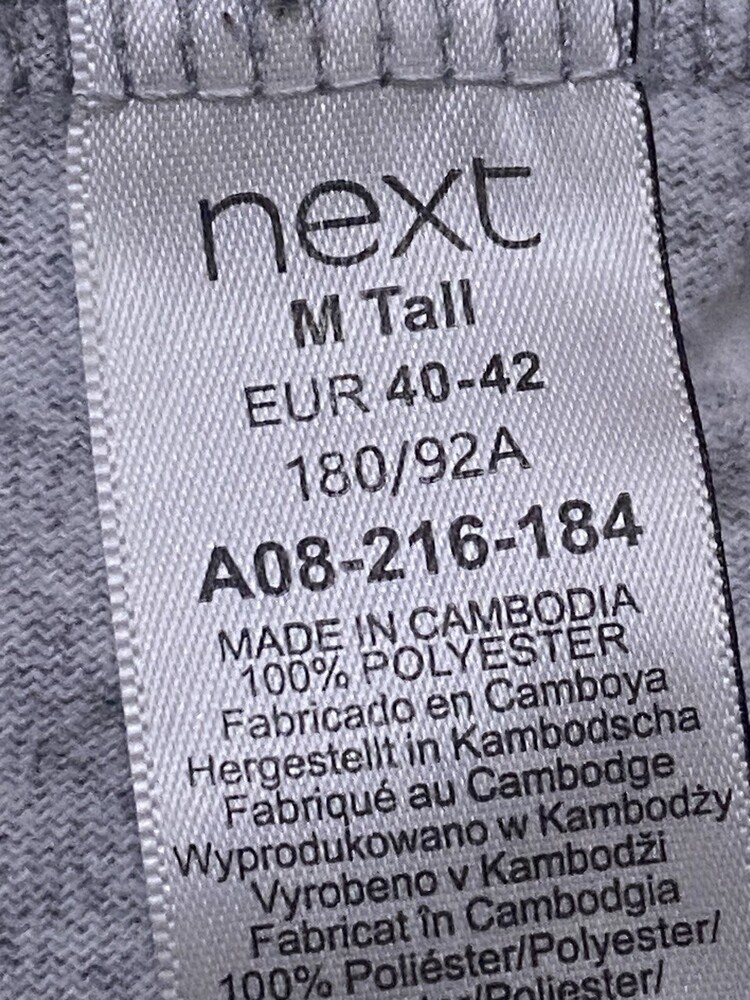 next
M Tall
EUR 40-42
180/92A
A08-216-184
MADE IN CAMBODIA
100% POLYESTER
Fabricado en Camboya
Hergestellt in Kambodscha
Fabriqué au Cambodge
Wyprodukowano w Kambodży
Vyrobeno v Kambodži
Fabricat în Cambodgia
100% Poliéster/Polyester/
/Poliester/